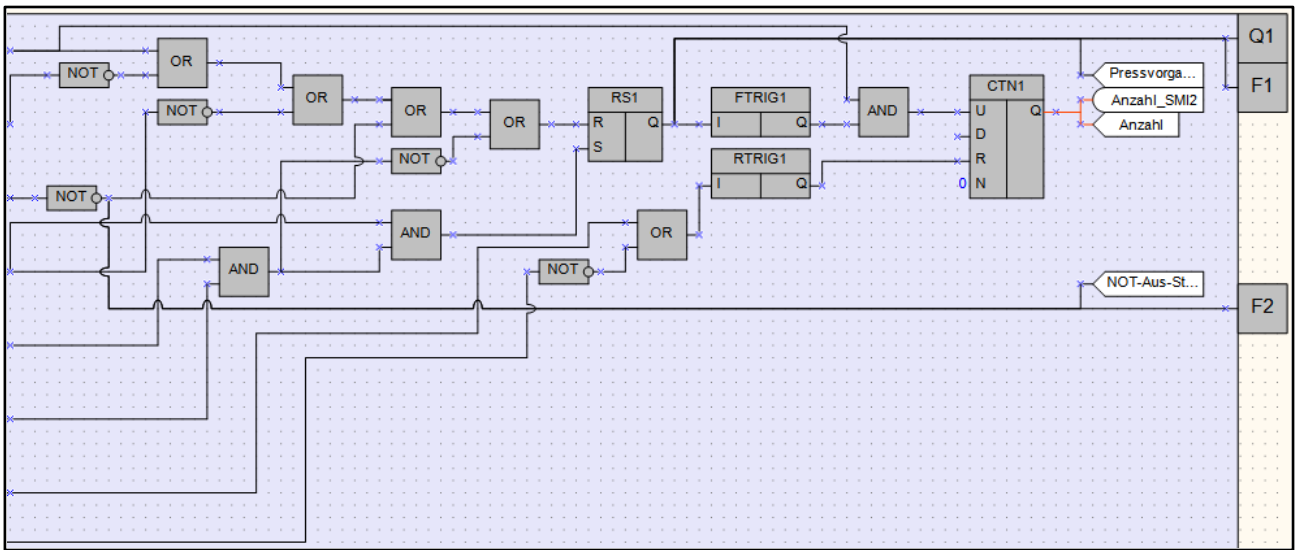 OR
Q1
NOT
Pressvorga...
F1
OR
CTN1
NOT
OR
RS1
FTRIG1
Anzahl_SMI2
OR
R
Q
I
Q
AND
U
Q
Anzahl
S
D
NOT
RTRIG1
R
NOT
I
Q
0
N
AND
OR
AND
NOT
NOT-Aus-St...
F2